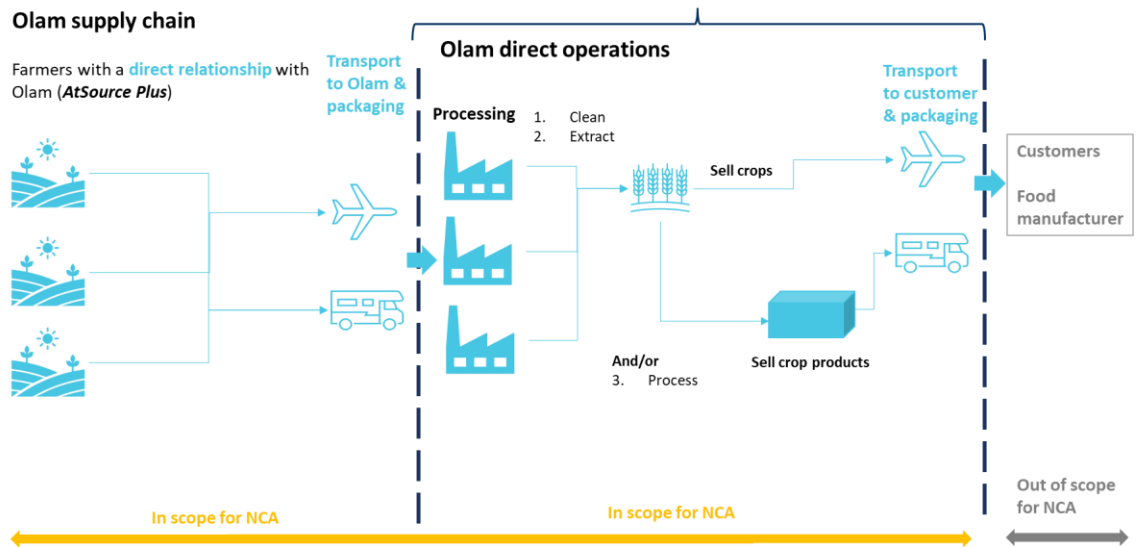 Olam supply chain
Farmers with a direct relationship with
Olam (AtSource Plus)
Transport
to Olam &
packaging
Olam direct operations
Processing
1. Clean
2. Extract
Sell crops
Transport
to customer
& packaging
Customers
Food
manufacturer
And/or
3. Process
Sell crop products
In scope for NCA
In scope for NCA
Out of scope
for NCA